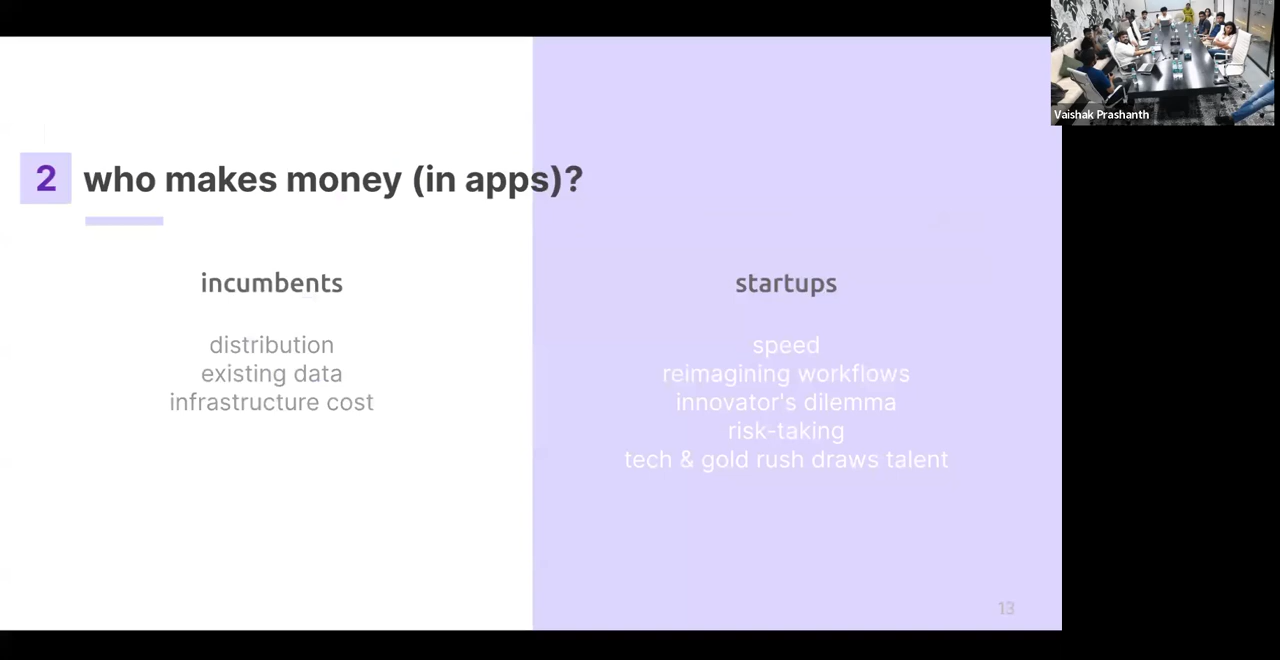 2 who makes money (in apps)?
incumbents
distribution
existing data
infrastructure cost
startups
speed
reimagining workflows
innovator's dilemma
risk-taking
tech & gold rush draws talent
13
Vaishak Prashanth